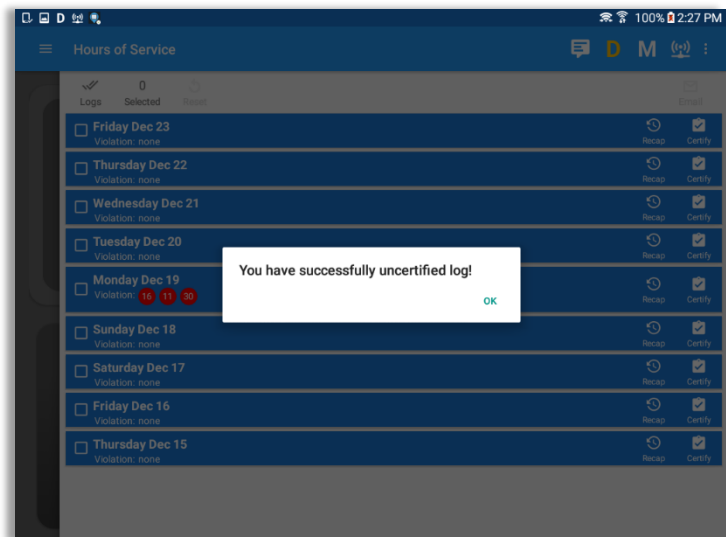 D 100% 2:27 PM
Hours of Service D M
0
Logs Selected Reset Email
Friday Dec 23
Violation: none Recap Certify
Thursday Dec 22
Violation: none Recap Certify
Wednesday Dec 21
Violation: none Recap Certify
Tuesday Dec 20
Violation: none Recap Certify
Monday Dec 19
Violation: 16 11 30 Recap Certify
You have successfully uncertified log!
OK
Sunday Dec 18
Violation: none Recap Certify
Saturday Dec 17
Violation: none Recap Certify
Friday Dec 16
Violation: none Recap Certify
Thursday Dec 15
Violation: none Recap Certify